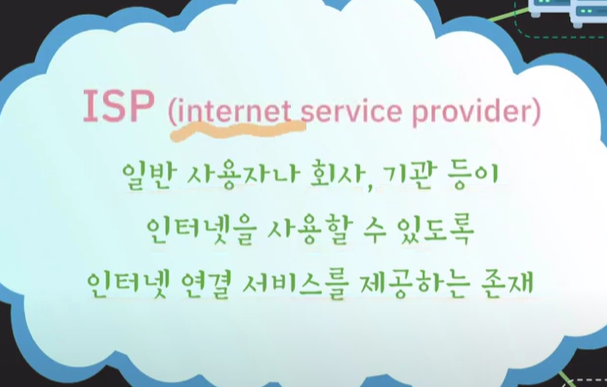 ISP (internet service provider)
일반 사용자나 회사, 기관 등이
인터넷을 사용할 수 있도록
인터넷 연결 서비스를 제공하는 존재